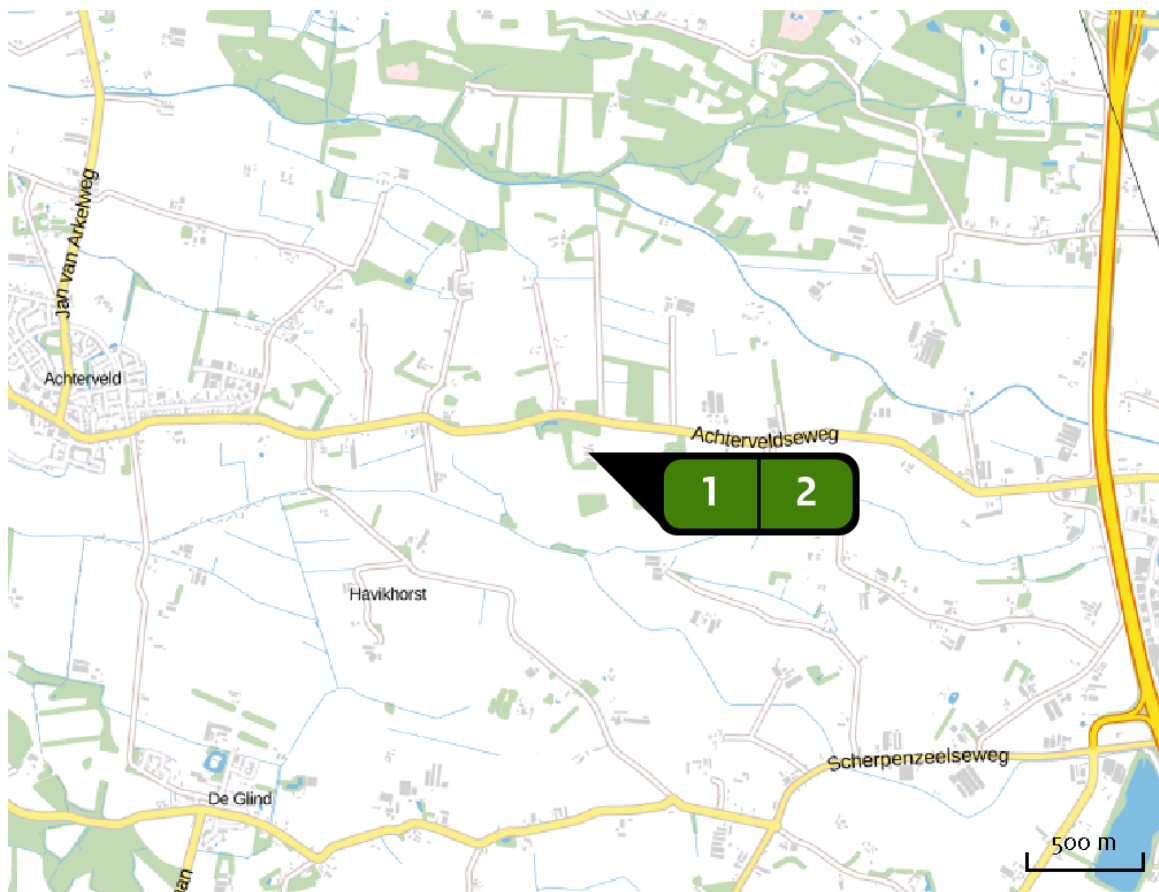 Jan van Arkelweg
Achterveld
Achterveldseweg
1 2
Havikhorst
Scherpenzeelseweg
De Glind
500 m